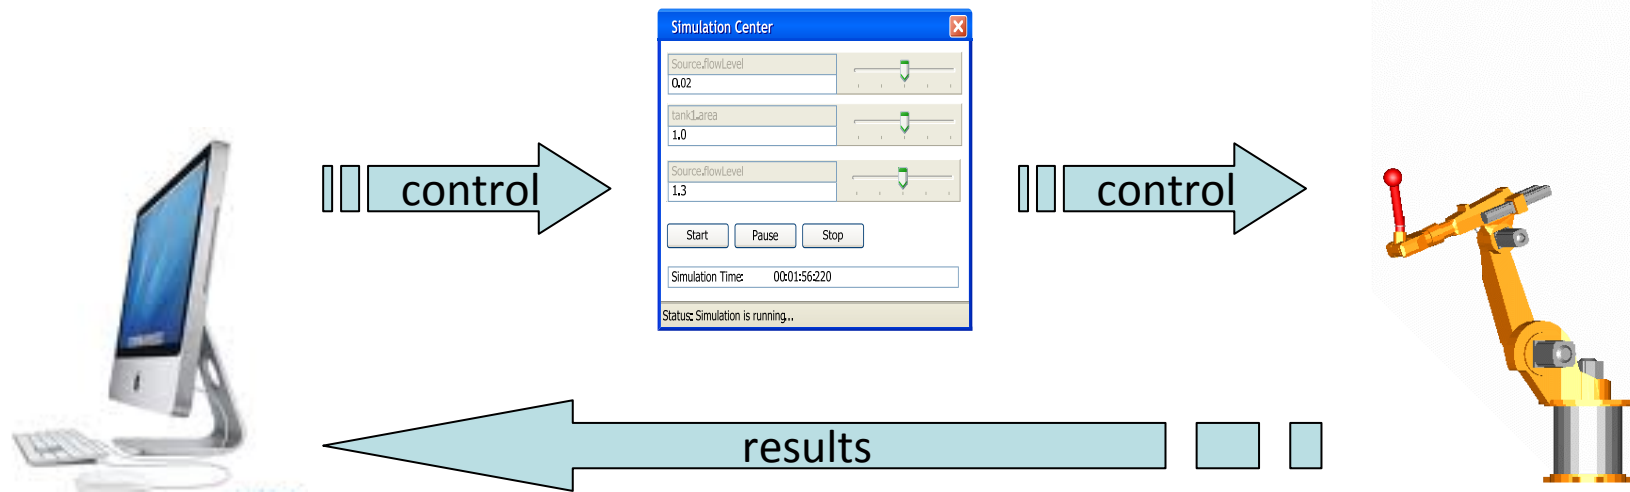 Simulation Center
Source.flowLevel
0.02
tank1.area
1.0
Source.flowLevel
1.3
Start Pause Stop
Simulation Time: 00:01:56:220
Status: Simulation is running...
control
control
results